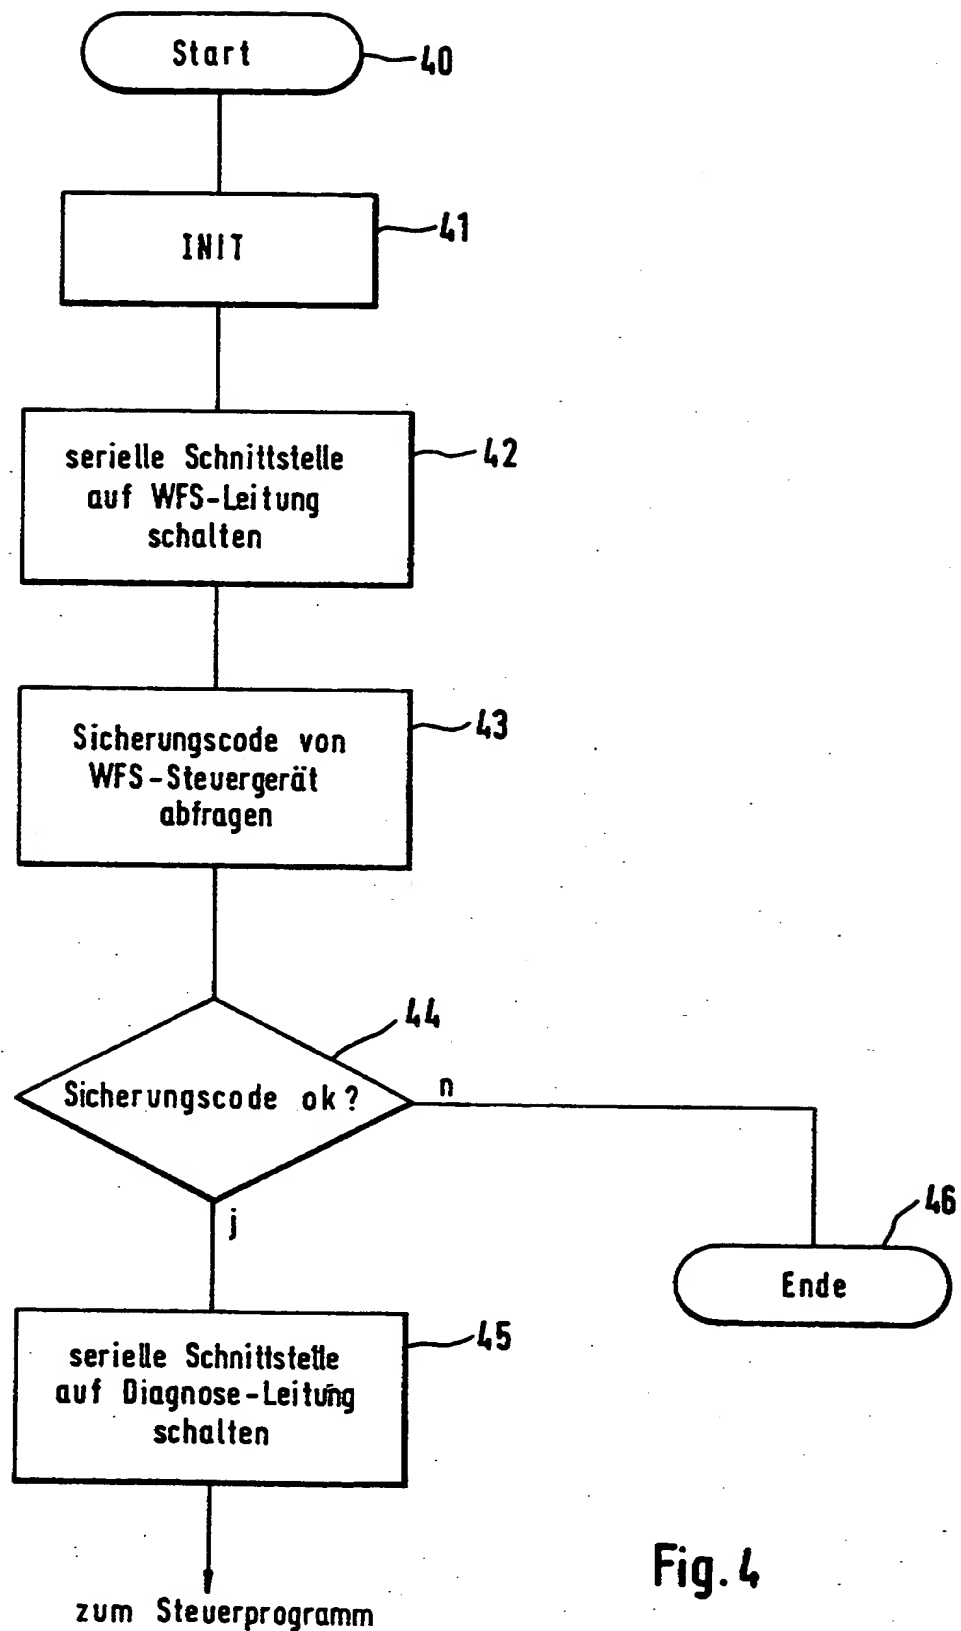 Start
40
INIT
41
serielle Schnittstelle
auf WFS-Leitung
schalten
42
Sicherungscode von
WFS-Steuergerät
abfragen
43
44
Sicherungscode ok?
n
j
46
Ende
serielle Schnittstelle
auf Diagnose-Leitung
schalten
45
zum Steuerprogramm
Fig. 4